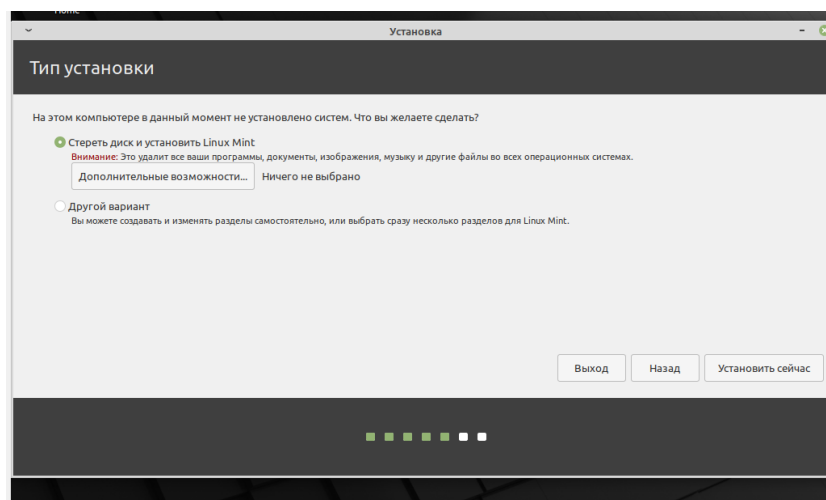 Home
Установка
Тип установки
На этом компьютере в данный момент не установлено систем. Что вы желаете сделать?
Стереть диск и установить Linux Mint
Внимание: Это удалит все ваши программы, документы, изображения, музыку и другие файлы во всех операционных системах.
Дополнительные возможности... Ничего не выбрано
Другой вариант
Вы можете создавать и изменять разделы самостоятельно, или выбрать сразу несколько разделов для Linux Mint.
Выход Назад Установить сейчас